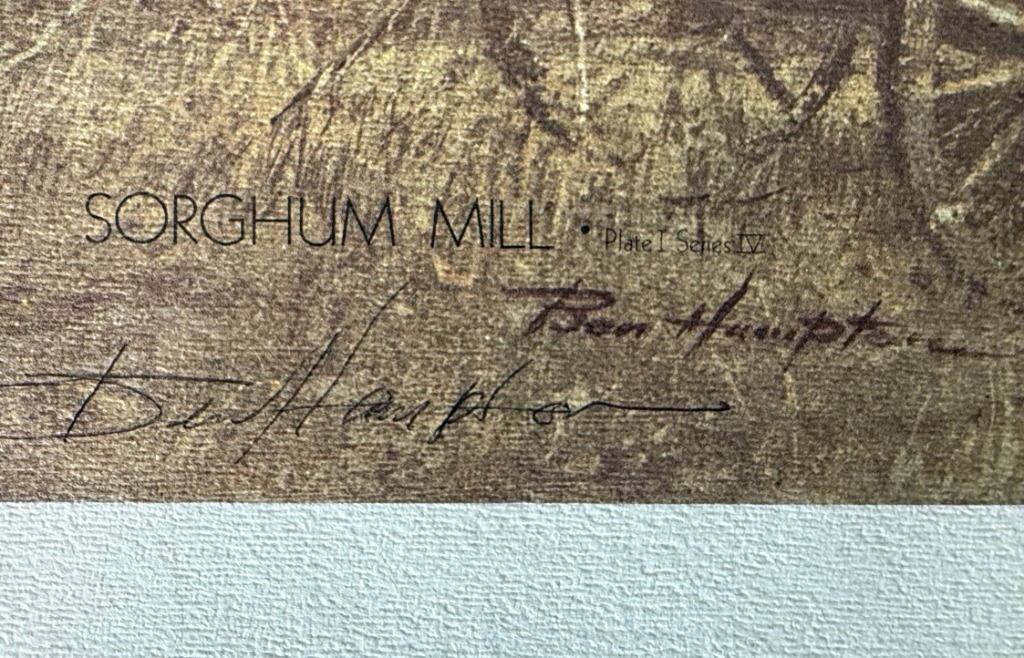 SORGHUM MILL • Plate I Series IV
Ben Hampton
Ben Hampton